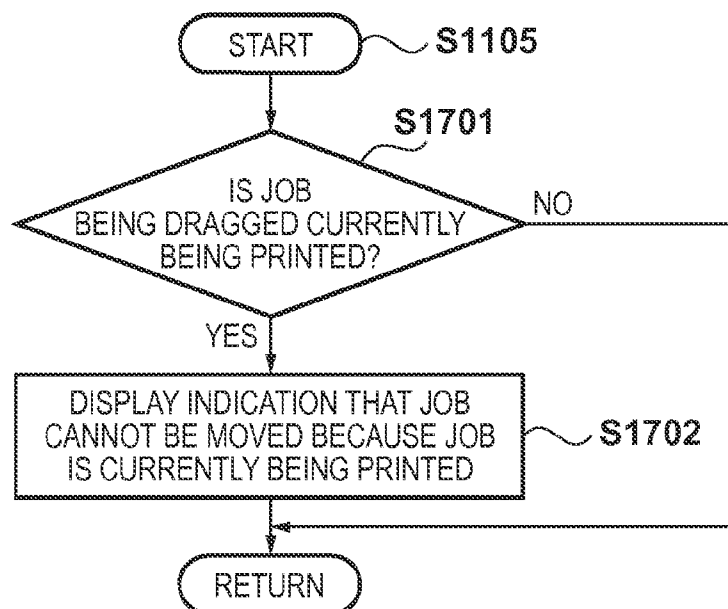 START
S1105
S1701
IS JOB
BEING DRAGGED CURRENTLY
BEING PRINTED?
NO
YES
DISPLAY INDICATION THAT JOB
CANNOT BE MOVED BECAUSE JOB
IS CURRENTLY BEING PRINTED
S1702
RETURN